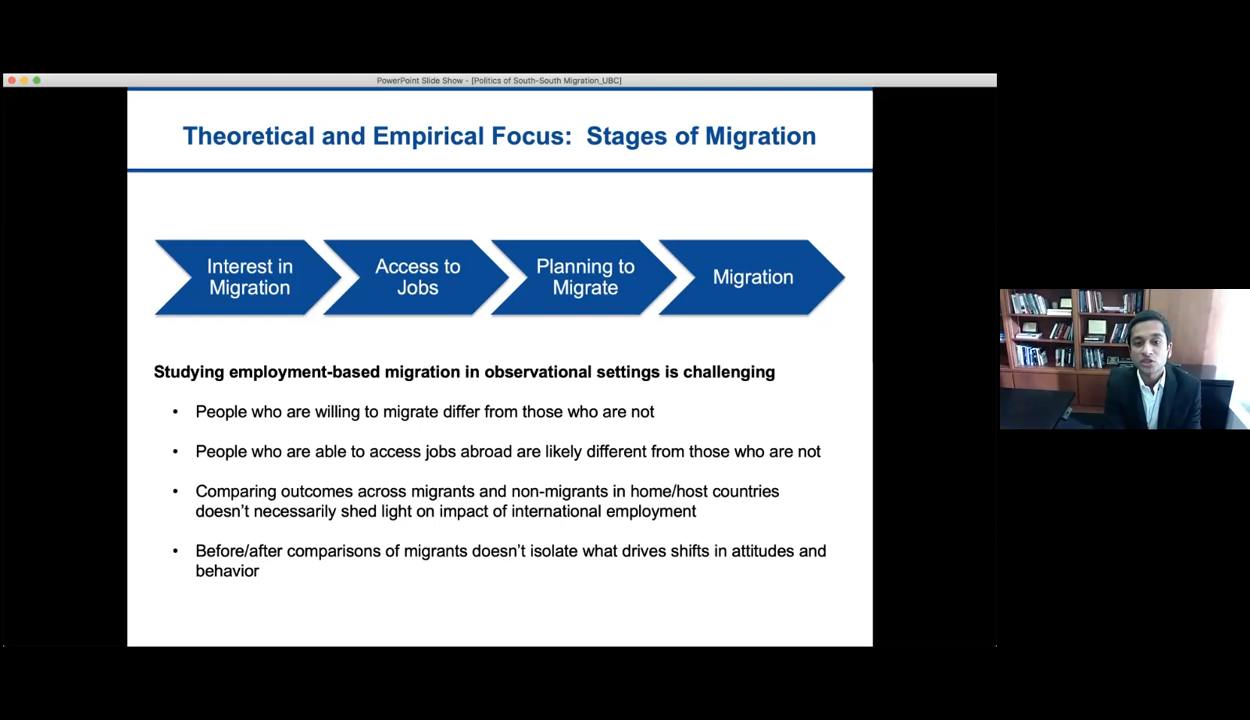 PowerPoint Slide Show - [Politics of South-South Migration_UBC]
Theoretical and Empirical Focus:  Stages of Migration
Interest in
Migration
Access to
Jobs
Planning to
Migrate
Migration
Studying employment-based migration in observational settings is challenging
• People who are willing to migrate differ from those who are not
• People who are able to access jobs abroad are likely different from those who are not
• Comparing outcomes across migrants and non-migrants in home/host countries
doesn’t necessarily shed light on impact of international employment
• Before/after comparisons of migrants doesn’t isolate what drives shifts in attitudes and
behavior